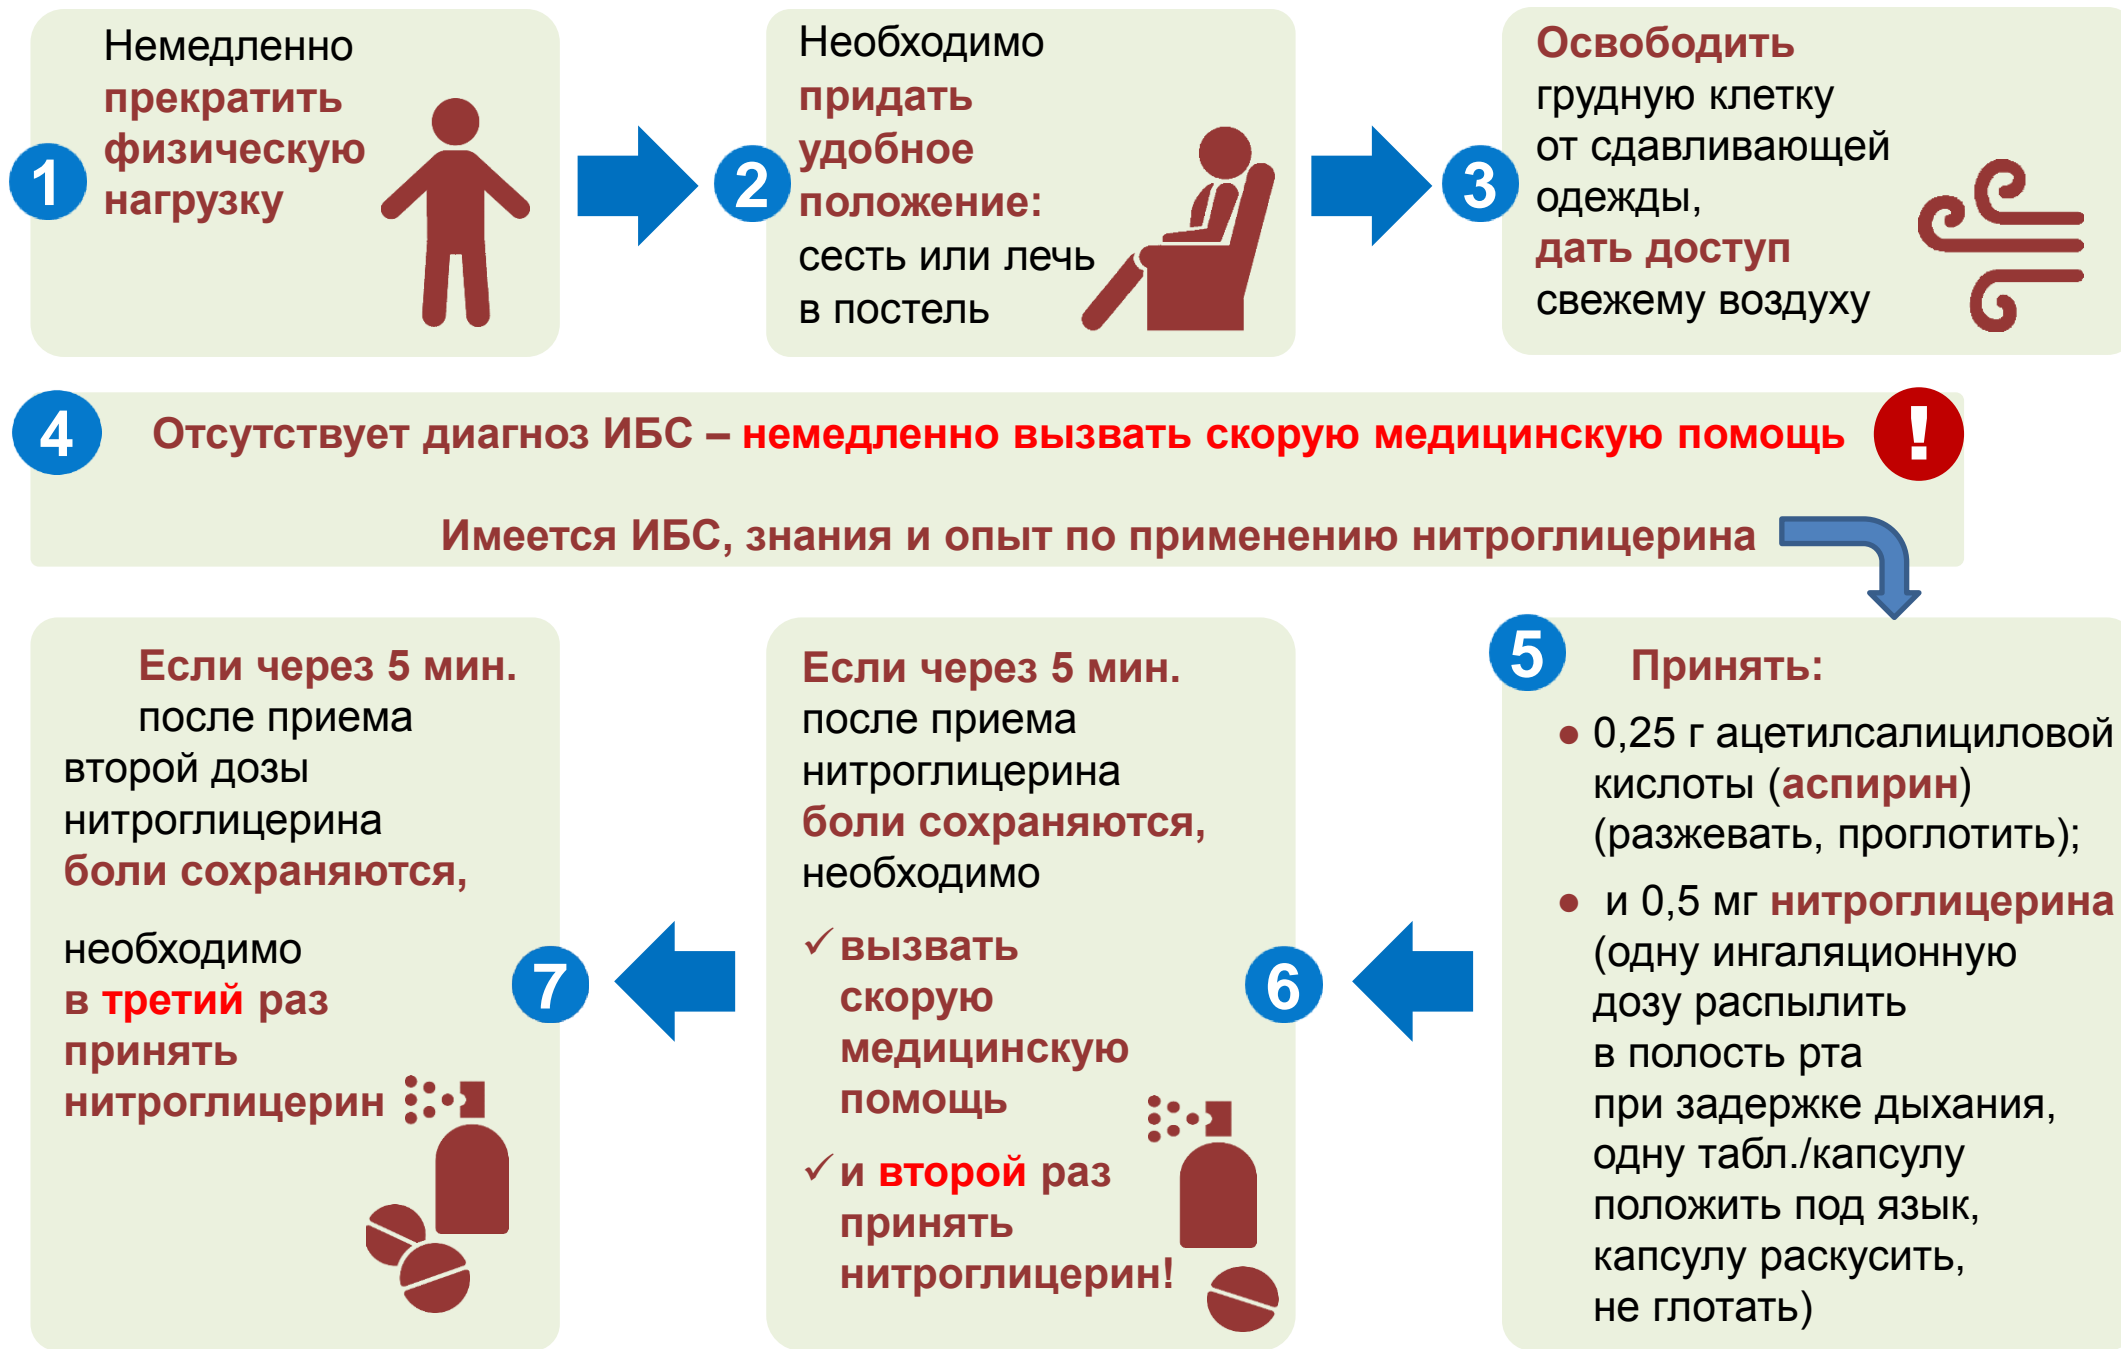 1
Немедленно
прекратить
физическую
нагрузку
2
Необходимо
придать
удобное
положение:
сесть или лечь
в постель
3
Освободить
грудную клетку
от сдавливающей
одежды,
дать доступ
свежему воздуху
4
Отсутствует диагноз ИБС – немедленно вызвать скорую медицинскую помощь !
Имеется ИБС, знания и опыт по применению нитроглицерина
5
Принять:
● 0,25 г ацетилсалициловой
кислоты (аспирин)
(разжевать, проглотить);
● и 0,5 мг нитроглицерина
(одну ингаляционную
дозу распылить
в полость рта
при задержке дыхания,
одну табл./капсулу
положить под язык,
капсулу раскусить,
не глотать)
6
Если через 5 мин.
после приема
нитроглицерина
боли сохраняются,
необходимо
✓ вызвать
скорую
медицинскую
помощь
✓ и второй раз
принять
нитроглицерин!
7
Если через 5 мин.
после приема
второй дозы
нитроглицерина
боли сохраняются,
необходимо
в третий раз
принять
нитроглицерин